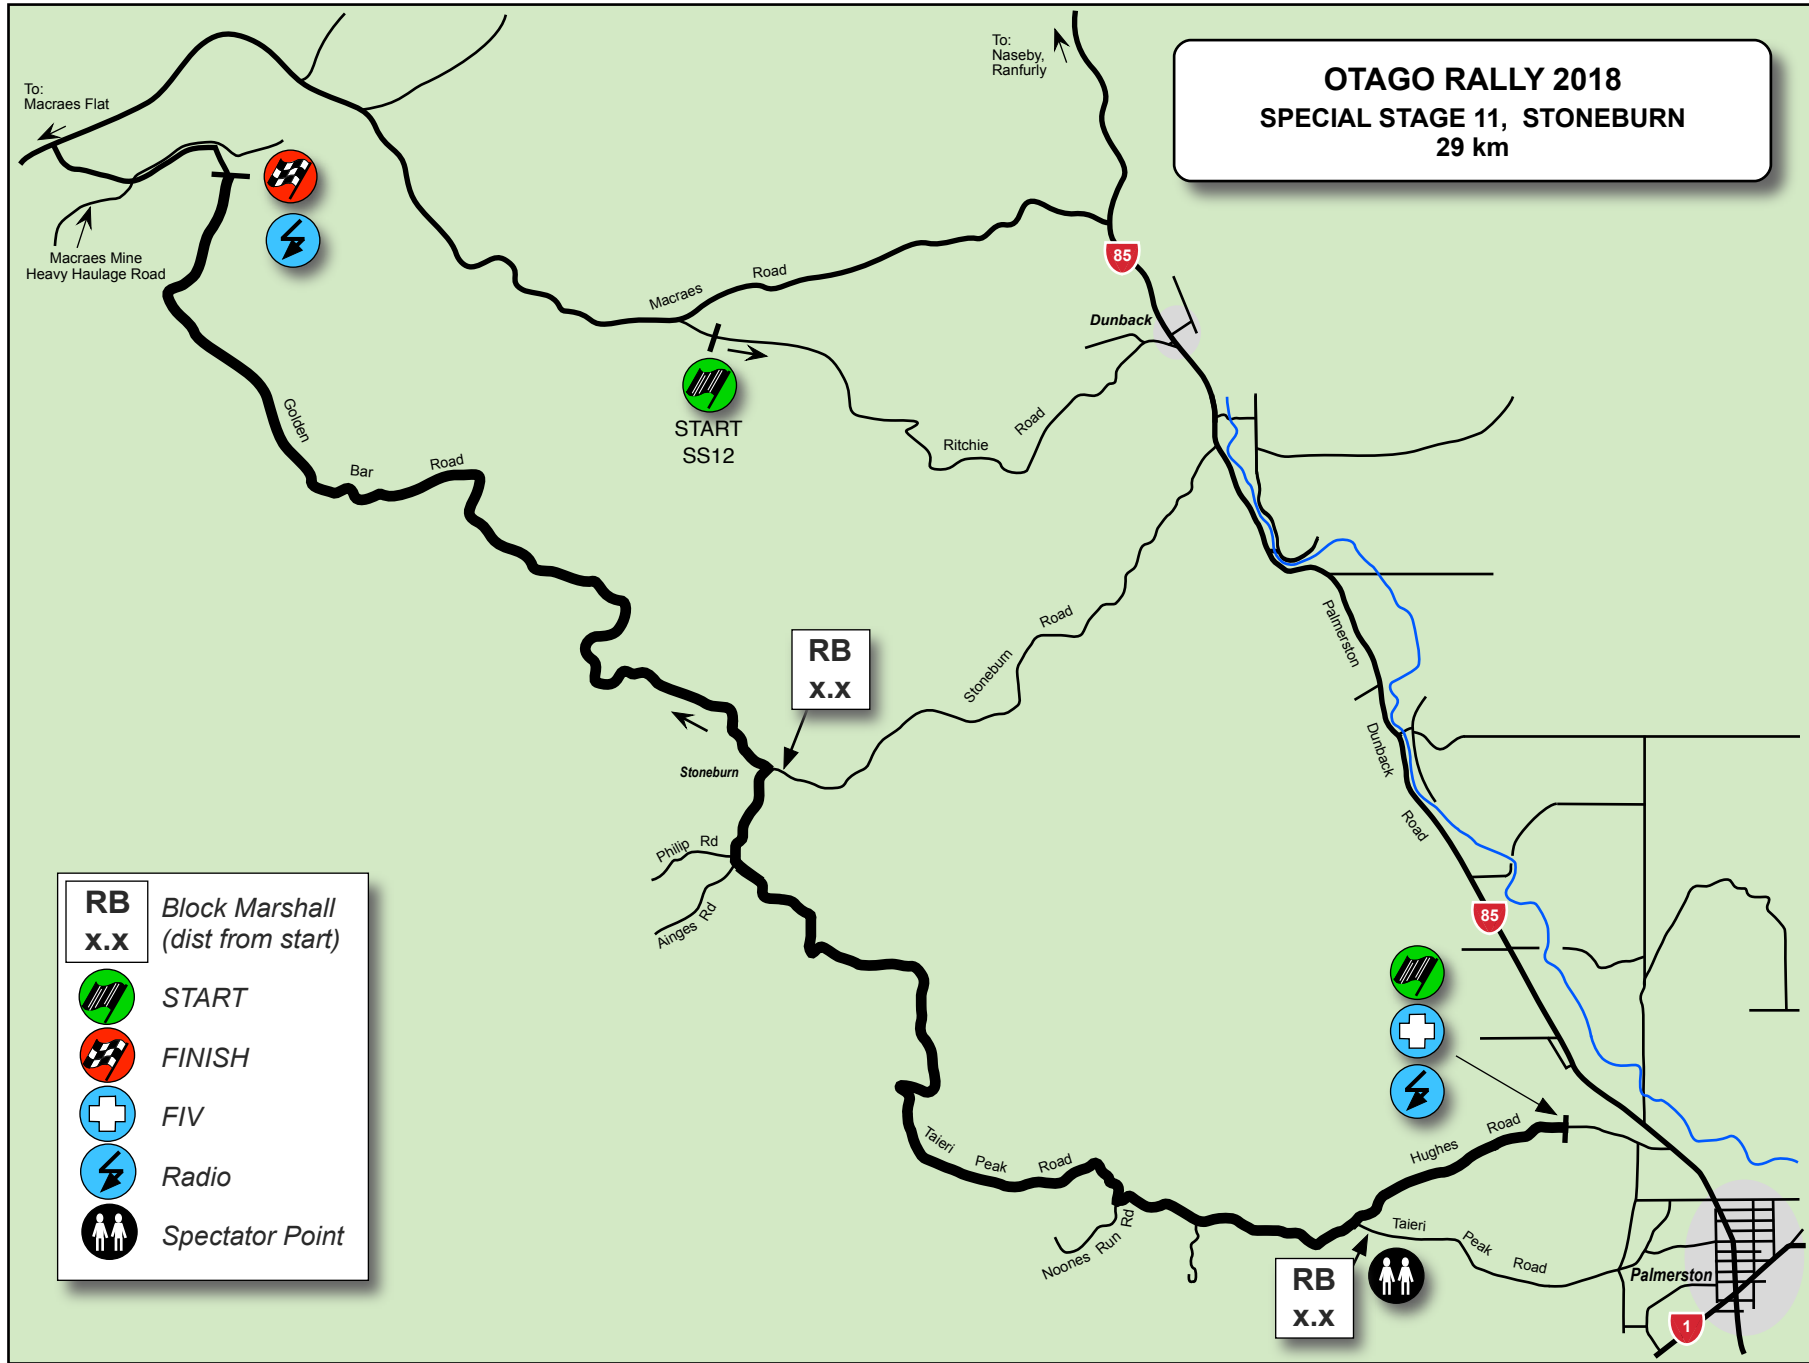 To:
Macraes Flat
To:
Naseby,
Ranfurly
OTAGO RALLY 2018
SPECIAL STAGE 11, STONEBURN
29 km
Macraes Mine
Heavy Haulage Road
85
Macraes Road
Dunback
START
SS12
Golden Bar Road
Ritchie Road
RB
x.x
Stoneburn Road
Palmerston Dunback Road
Stoneburn
Philip Rd
Ainges Rd
85
RB
x.x
Block Marshall
(dist from start)
START
FINISH
FIV
Radio
Spectator Point
Taieri Peak Road
Hughes Road
Noones Run Rd
Taieri Peak Road
RB
x.x
Palmerston
1